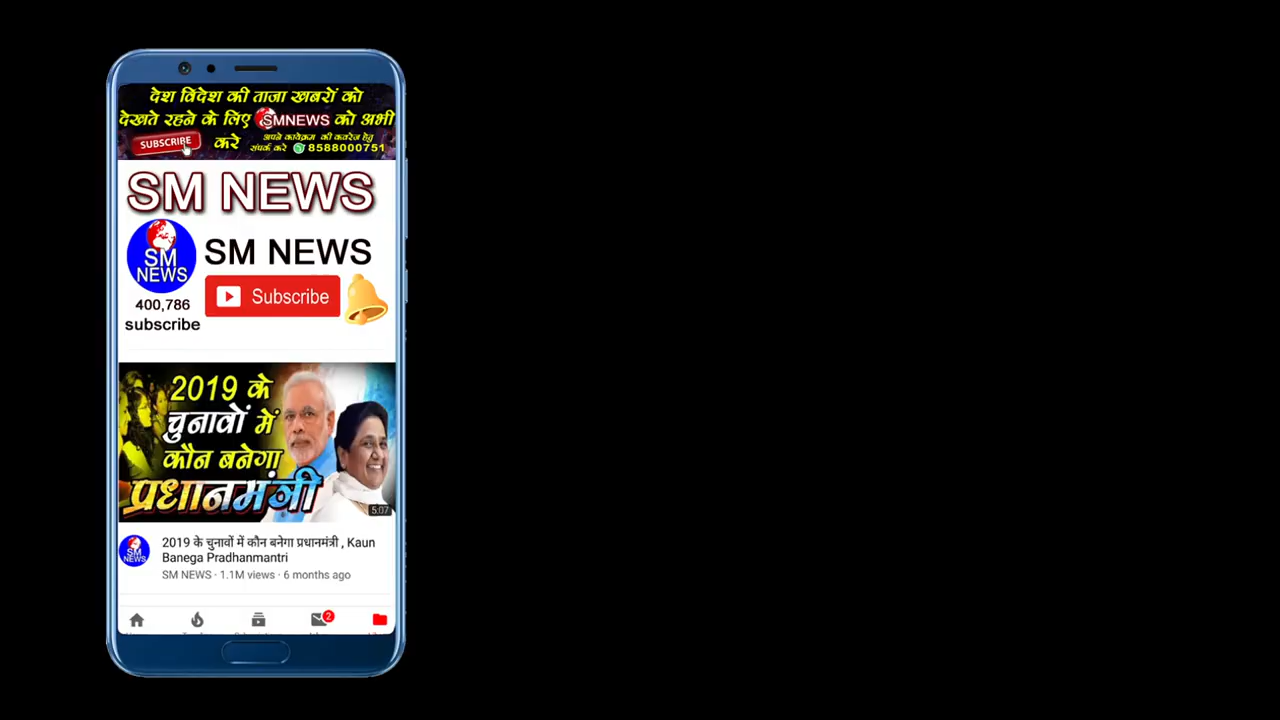 देश विदेश की ताजा खबरों को
देखते रहने के लिए SMNEWS को अभी
SUBSCRIBE करे अपने कार्यक्रम की कवरेज हेतु
संपर्क करे 8588000751
SM NEWS
SM
NEWS
SM NEWS
Subscribe
400,786
subscribe
2019 के
चुनावों में
कौन बनेगा
प्रधानमंत्री
5:07
SM
NEWS
2019 के चुनावों में कौन बनेगा प्रधानमंत्री , Kaun
Banega Pradhanmantri
SM NEWS · 1.1M views · 6 months ago
2